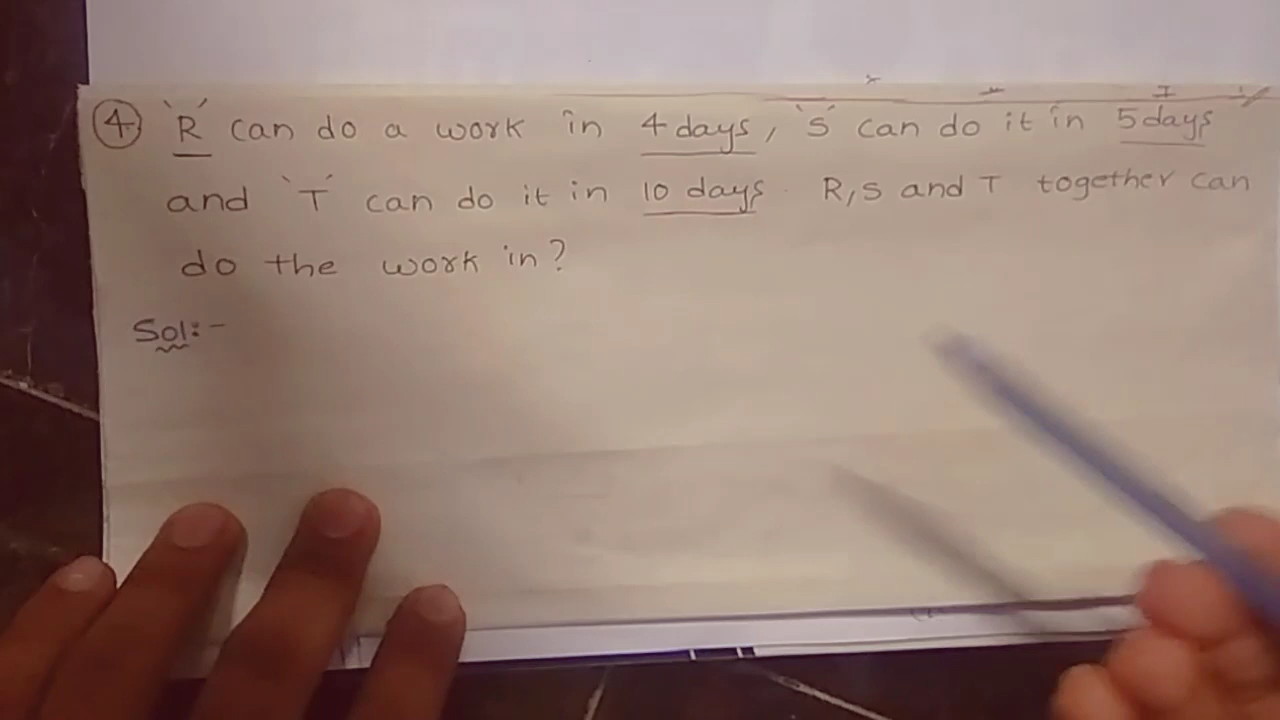 ④ 'R' can do a work in 4 days, 'S' can do it in 5 days
and 'T' can do it in 10 days. R, S and T together can
do the work in?
Sol:-